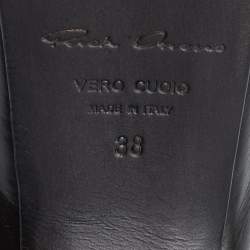 Rick Owens
VERO CUOIO
MADE IN ITALY
38